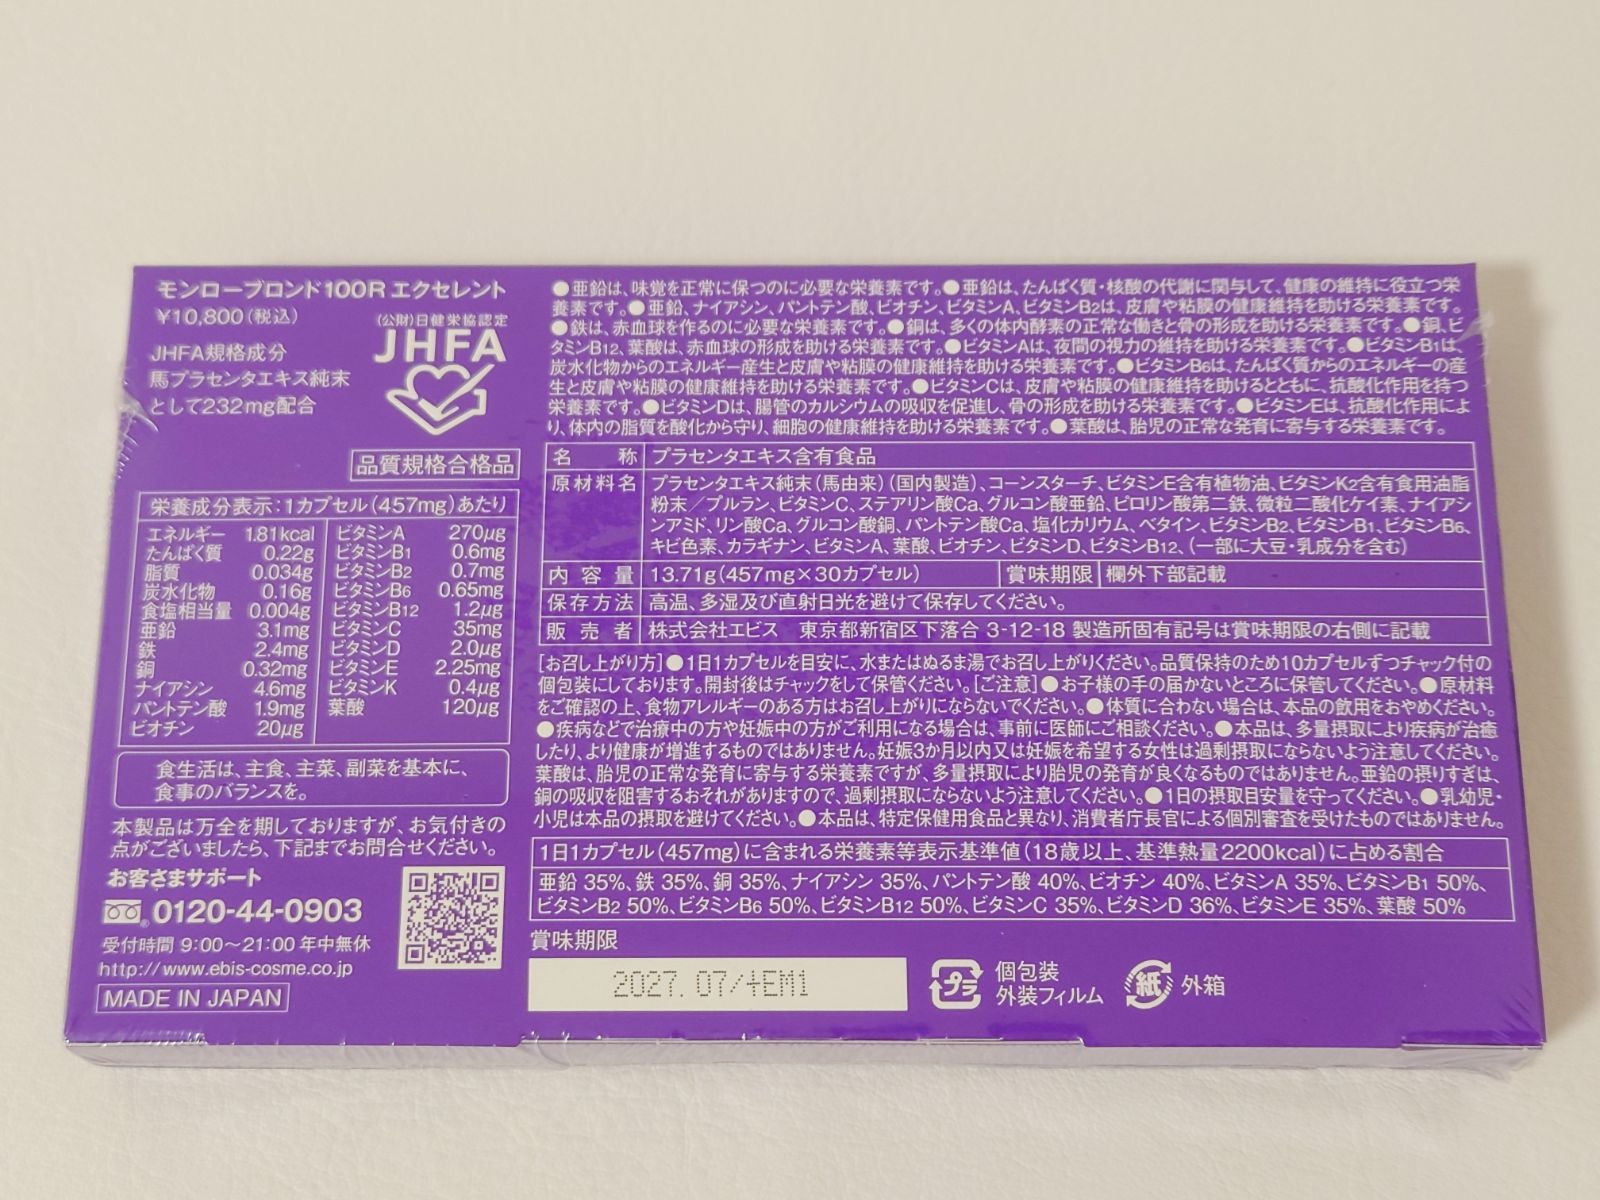 モンローブロンド100R エクセレント
¥10,800(税込)
JHFA規格成分
馬プラセンタエキス純末
として232mg配合
(公財)日健栄協認定
JHFA
品質規格合格品
栄養成分表示:1カプセル(457mg)あたり
エネルギー 1.81kcal
たんぱく質 0.22g
脂質 0.034g
炭水化物 0.16g
食塩相当量 0.004g
亜鉛 3.1mg
鉄 2.4mg
銅 0.32mg
ナイアシン 4.6mg
パントテン酸 1.9mg
ビオチン 20μg
ビタミンA 270μg
ビタミンB1 0.6mg
ビタミンB2 0.7mg
ビタミンB6 0.65mg
ビタミンB12 1.2μg
ビタミンC 35mg
ビタミンD 2.0μg
ビタミンE 2.25mg
ビタミンK 0.4μg
葉酸 120μg
食生活は、主食、主菜、副菜を基本に、
食事のバランスを。
本製品は万全を期しておりますが、お気付きの
点がございましたら、下記までお問合せください。
お客さまサポート
0120-44-0903
受付時間 9:00〜21:00 年中無休
http://www.ebis-cosme.co.jp
MADE IN JAPAN
●亜鉛は、味覚を正常に保つのに必要な栄養素です。●亜鉛は、たんぱく質・核酸の代謝に関与して、健康の維持に役立つ栄
養素です。●亜鉛、ナイアシン、パントテン酸、ビオチン、ビタミンA、ビタミンB2は、皮膚や粘膜の健康維持を助ける栄養素です。
●鉄は、赤血球を作るのに必要な栄養素です。●銅は、多くの体内酵素の正常な働きと骨の形成を助ける栄養素です。●銅、ビ
タミンB12、葉酸は、赤血球の形成を助ける栄養素です。●ビタミンAは、夜間の視力の維持を助ける栄養素です。●ビタミンB1は、
炭水化物からのエネルギー産生と皮膚や粘膜の健康維持を助ける栄養素です。●ビタミンB6は、たんぱく質からのエネルギーの産
生と皮膚や粘膜の健康維持を助ける栄養素です。●ビタミンCは、皮膚や粘膜の健康維持を助けるとともに、抗酸化作用を持つ
栄養素です。●ビタミンDは、腸管のカルシウムの吸収を促進し、骨の形成を助ける栄養素です。●ビタミンEは、抗酸化作用によ
り、体内の脂質を酸化から守り、細胞の健康維持を助ける栄養素です。●葉酸は、胎児の正常な発育に寄与する栄養素です。
名称 プラセンタエキス含有食品
原材料名 プラセンタエキス純末(馬由来)(国内製造)、コーンスターチ、ビタミンE含有植物油、ビタミンK2含有食用油脂
粉末/プルラン、ビタミンC、ステアリン酸Ca、グルコン酸亜鉛、ピロリン酸第二鉄、微粒二酸化ケイ素、ナイアシ
ンアミド、リン酸Ca、グルコン酸銅、パントテン酸Ca、塩化カリウム、ベタイン、ビタミンB2、ビタミンB1、ビタミンB6、
キビ色素、カラギナン、ビタミンA、葉酸、ビオチン、ビタミンD、ビタミンB12、(一部に大豆・乳成分を含む)
内容量 13.71g(457mg×30カプセル) 賞味期限 欄外下部記載
保存方法 高温、多湿及び直射日光を避けて保存してください。
販売者 株式会社エビス 東京都新宿区下落合 3-12-18 製造所固有記号は賞味期限の右側に記載
[お召し上がり方]●1日1カプセルを目安に、水またはぬるま湯でお召し上がりください。品質保持のため10カプセルずつチャック付の
個包装にしております。開封後はチャックをして保管ください。[ご注意]●お子様の手の届かないところに保管してください。●原材料
をご確認の上、食物アレルギーのある方はお召し上がりにならないでください。●体質に合わない場合は、本品の飲用をおやめください。
●疾病などで治療中の方や妊娠中の方がご利用になる場合は、事前に医師にご相談ください。●本品は、多量摂取により疾病が治癒
したり、より健康が増進するものではありません。妊娠3か月以内又は妊娠を希望する女性は過剰摂取にならないよう注意してください。
葉酸は、胎児の正常な発育に寄与する栄養素ですが、多量摂取により胎児の発育が良くなるものではありません。亜鉛の摂りすぎは、
銅の吸収を阻害するおそれがありますので、過剰摂取にならないよう注意してください。●1日の摂取目安量を守ってください。●乳幼児・
小児は本品の摂取を避けてください。●本品は、特定保健用食品と異なり、消費者庁長官による個別審査を受けたものではありません。
1日1カプセル(457mg)に含まれる栄養素等表示基準値(18歳以上、基準熱量2200kcal)に占める割合
亜鉛 35%、鉄 35%、銅 35%、ナイアシン 35%、パントテン酸 40%、ビオチン 40%、ビタミンA 35%、ビタミンB1 50%、
ビタミンB2 50%、ビタミンB6 50%、ビタミンB12 50%、ビタミンC 35%、ビタミンD 36%、ビタミンE 35%、葉酸 50%
賞味期限
2027.07/+EM1
プラ
個包装
外装フィルム
紙
外箱